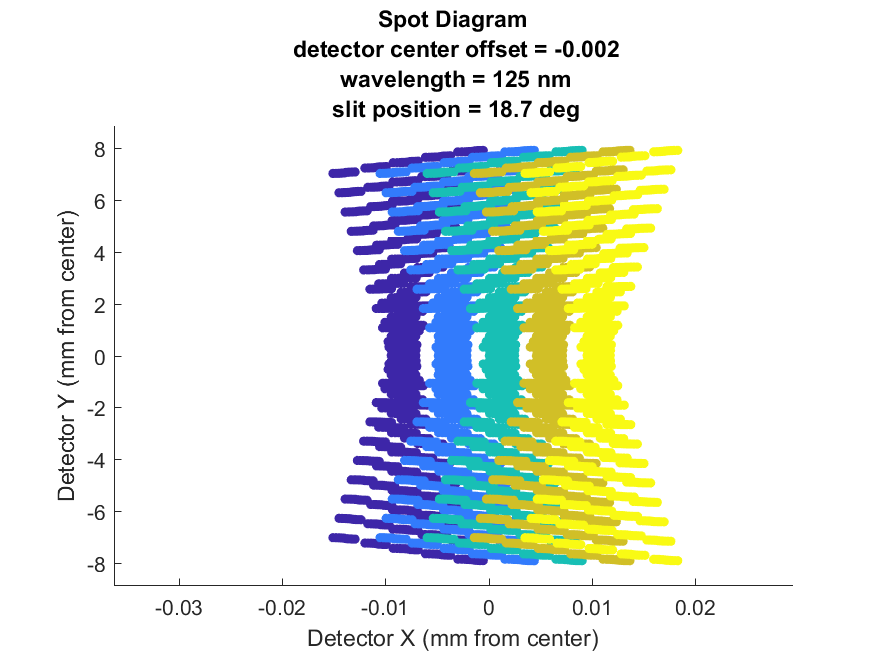 Spot Diagram
detector center offset = -0.002
wavelength = 125 nm
slit position = 18.7 deg
8
6
4
2
0
-2
-4
-6
-8
Detector Y (mm from center)
-0.03 -0.02 -0.01 0 0.01 0.02
Detector X (mm from center)